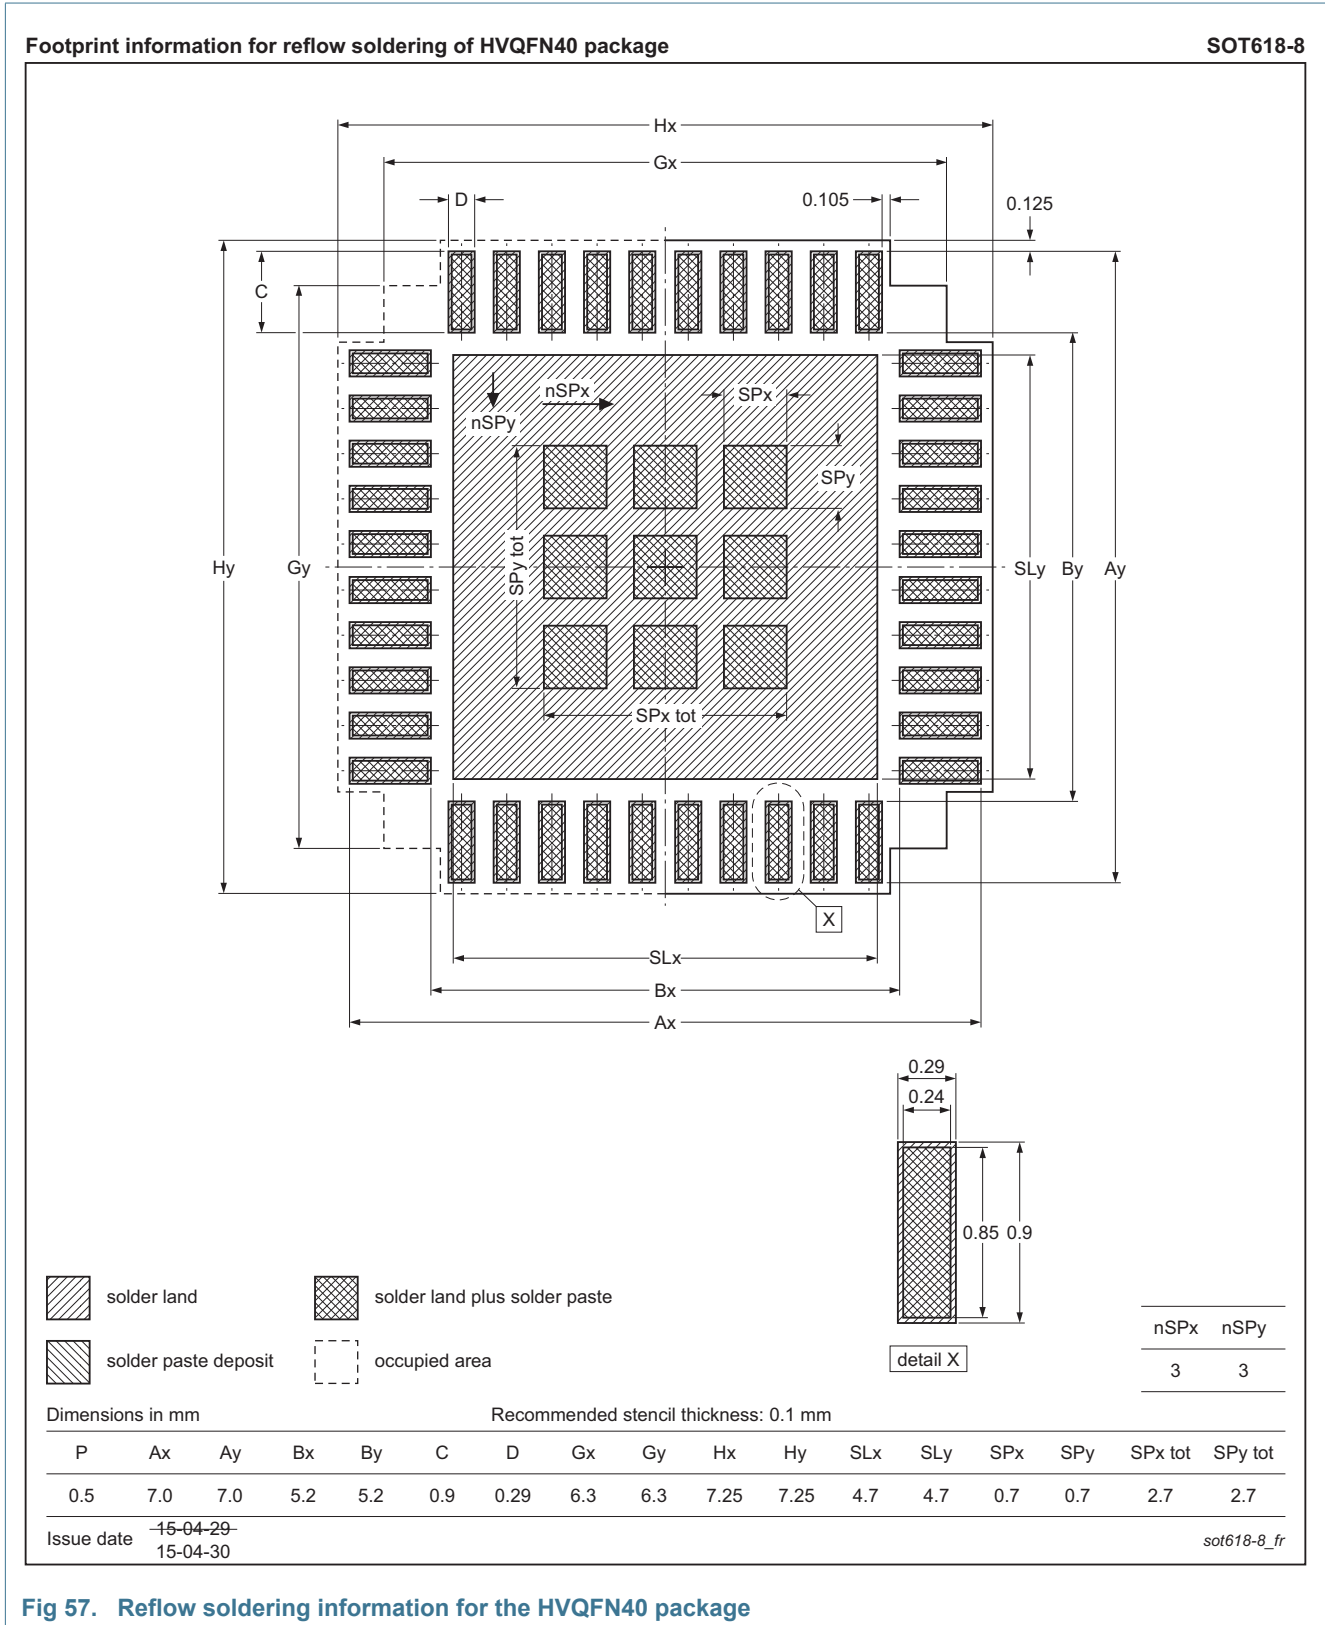 Footprint information for reflow soldering of HVQFN40 package SOT618-8
Hx
Gx
D 0.105 0.125
C
nSPx SPx
nSPy
SPy
SPy tot
Hy Gy SLy By Ay
SPx tot
X
SLx
Bx
Ax
0.29
0.24
0.85 0.9
solder land solder land plus solder paste
nSPx nSPy
solder paste deposit occupied area detail X
3 3
Dimensions in mm Recommended stencil thickness: 0.1 mm
P Ax Ay Bx By C D Gx Gy Hx Hy SLx SLy SPx SPy SPx tot SPy tot
0.5 7.0 7.0 5.2 5.2 0.9 0.29 6.3 6.3 7.25 7.25 4.7 4.7 0.7 0.7 2.7 2.7
Issue date 15-04-29
15-04-30 sot618-8_fr
Fig 57. Reflow soldering information for the HVQFN40 package